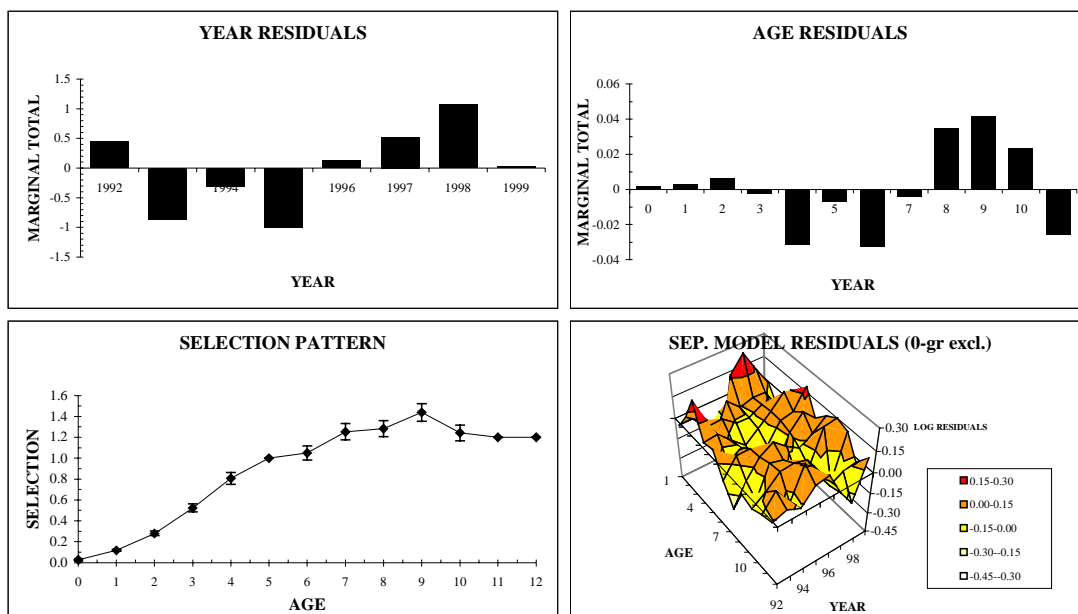 YEAR RESIDUALS
MARGINAL TOTAL
1.5
1
0.5
0
-0.5
-1
-1.5
1992 1994 1996 1997 1998 1999
YEAR
AGE RESIDUALS
MARGINAL TOTAL
0.06
0.04
0.02
0
-0.02
-0.04
0 1 2 3 5 7 8 9 10
YEAR
SELECTION PATTERN
SELECTION
1.6
1.4
1.2
1.0
0.8
0.6
0.4
0.2
0.0
0 1 2 3 4 5 6 7 8 9 10 11 12
AGE
SEP. MODEL RESIDUALS (0-gr excl.)
0.30 LOG RESIDUALS
0.15
0.00
-0.15
-0.30
-0.45
1
4
7
10
AGE
92 94 96 98
YEAR
0.15-0.30
0.00-0.15
-0.15-0.00
-0.30--0.15
-0.45--0.30